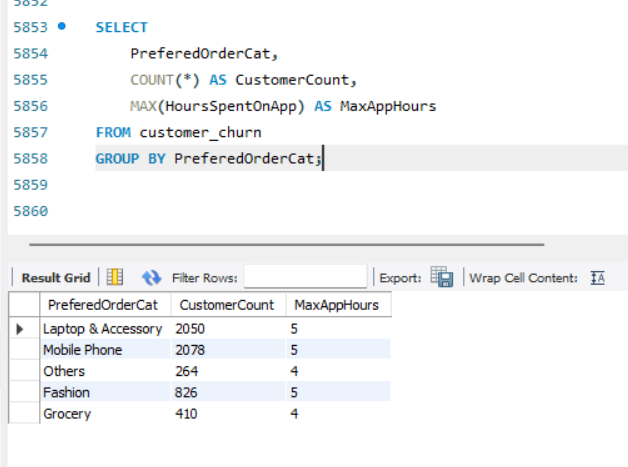 5852
5853 SELECT
5854 PreferedOrderCat,
5855 COUNT(*) AS CustomerCount,
5856 MAX(HoursSpentOnApp) AS MaxAppHours
5857 FROM customer_churn
5858 GROUP BY PreferedOrderCat;
5859
5860
Result Grid Filter Rows: Export: Wrap Cell Content:
PreferedOrderCat CustomerCount MaxAppHours
Laptop & Accessory 2050 5
Mobile Phone 2078 5
Others 264 4
Fashion 826 5
Grocery 410 4